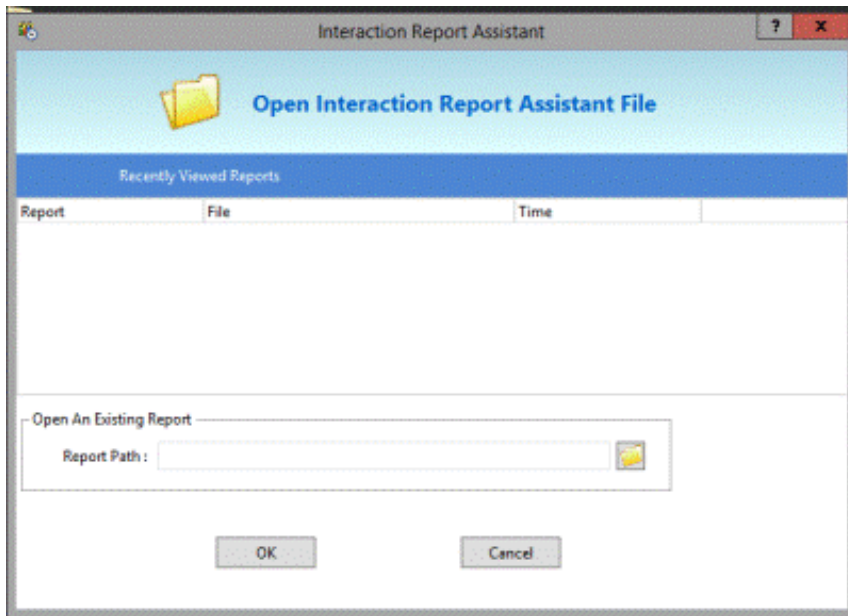 Interaction Report Assistant
? x
Open Interaction Report Assistant File
Recently Viewed Reports
Report File Time
Open An Existing Report
Report Path :
OK Cancel